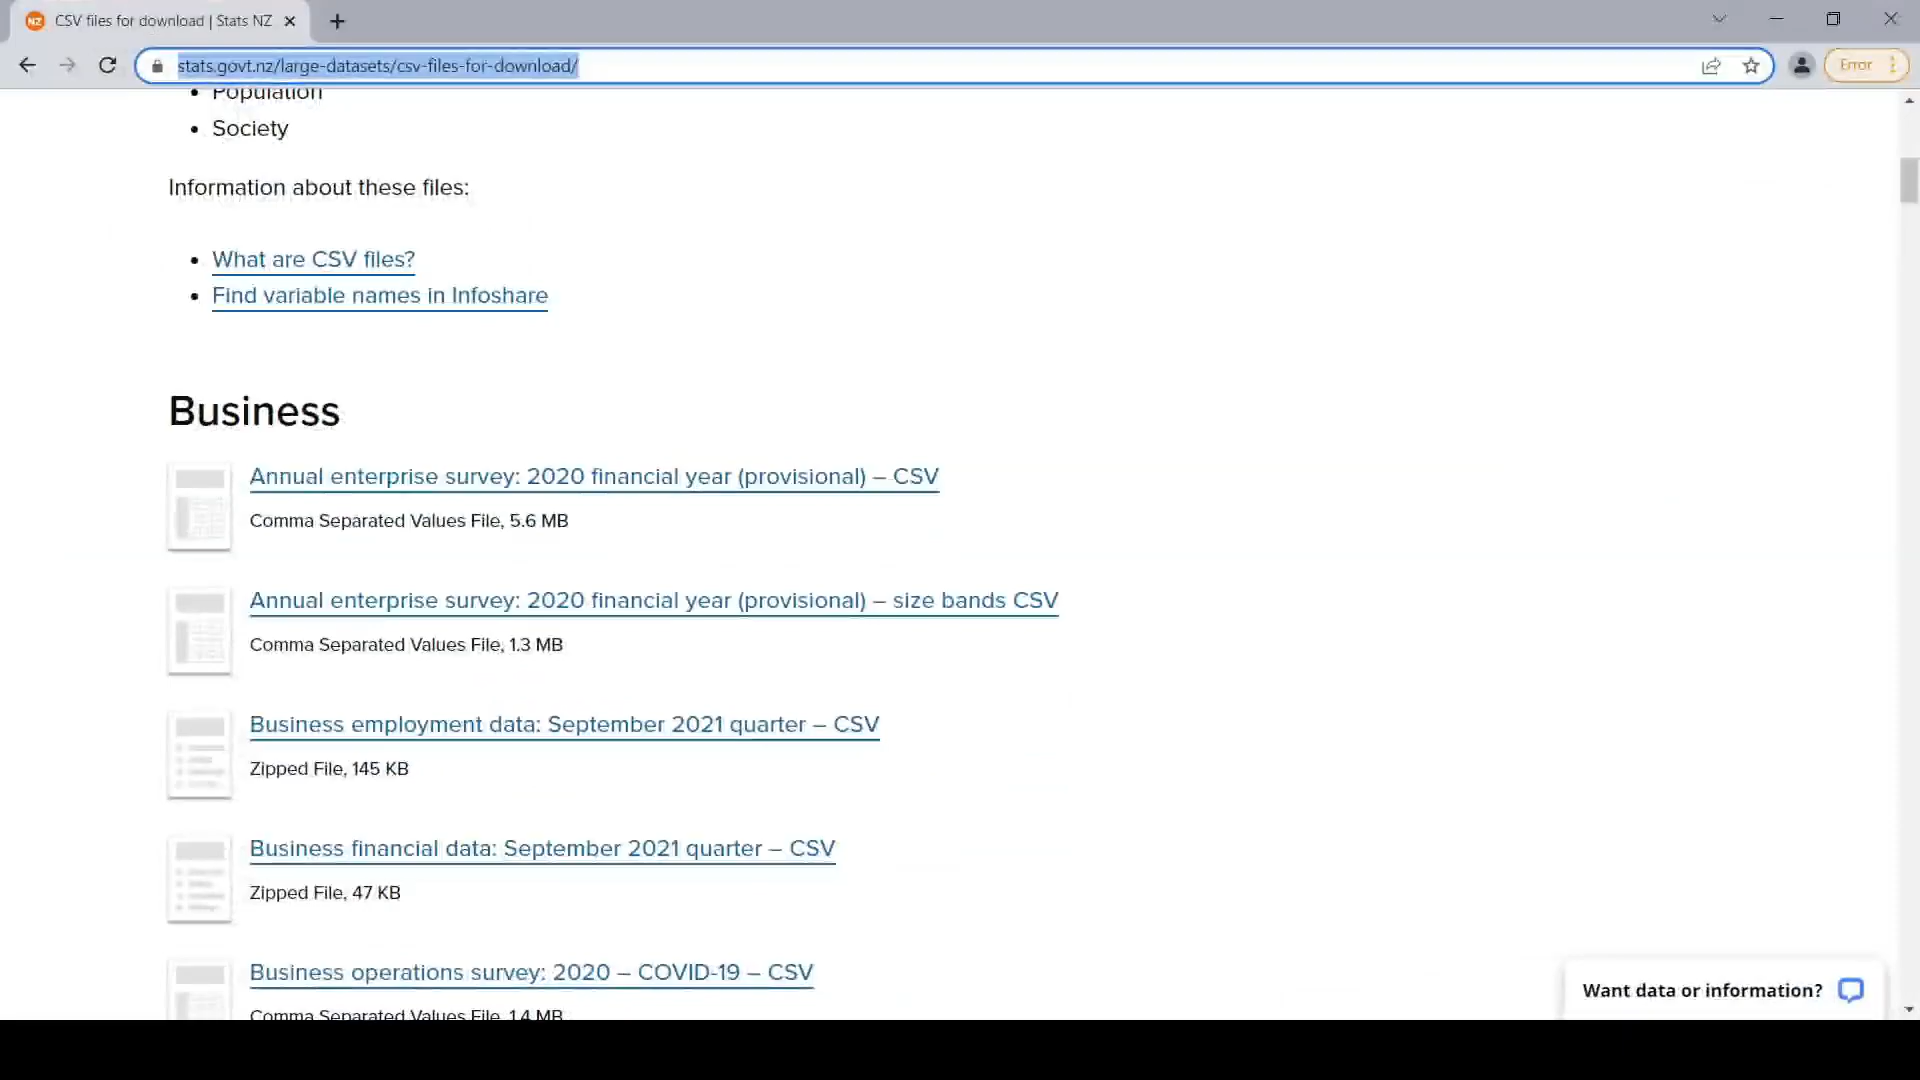 NZ CSV files for download | Stats NZ
stats.govt.nz/large-datasets/csv-files-for-download/
Error
Population
Society
Information about these files:
What are CSV files?
Find variable names in Infoshare
Business
Annual enterprise survey: 2020 financial year (provisional) – CSV
Comma Separated Values File, 5.6 MB
Annual enterprise survey: 2020 financial year (provisional) – size bands CSV
Comma Separated Values File, 1.3 MB
Business employment data: September 2021 quarter – CSV
Zipped File, 145 KB
Business financial data: September 2021 quarter – CSV
Zipped File, 47 KB
Business operations survey: 2020 – COVID-19 – CSV
Comma Separated Values File, 1.4 MB
Want data or information?